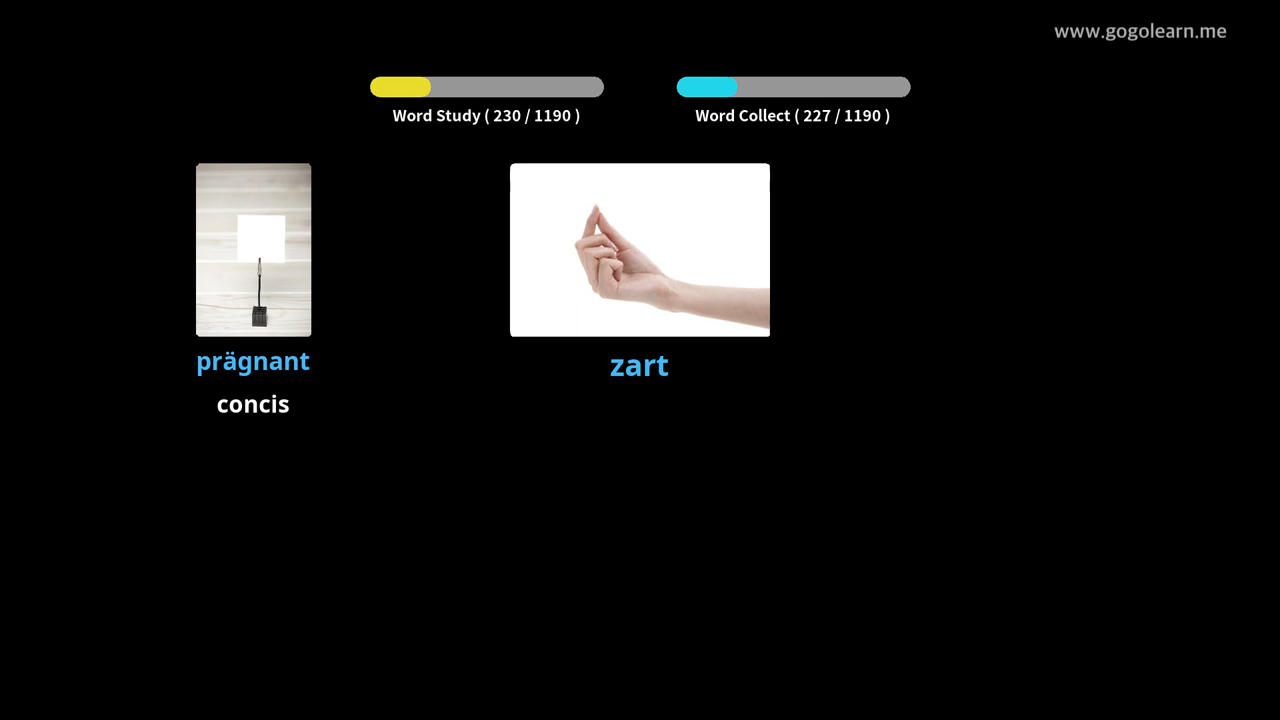 www.gogolearn.me
Word Study ( 230 / 1190 )
Word Collect ( 227 / 1190 )
prägnant
zart
concis